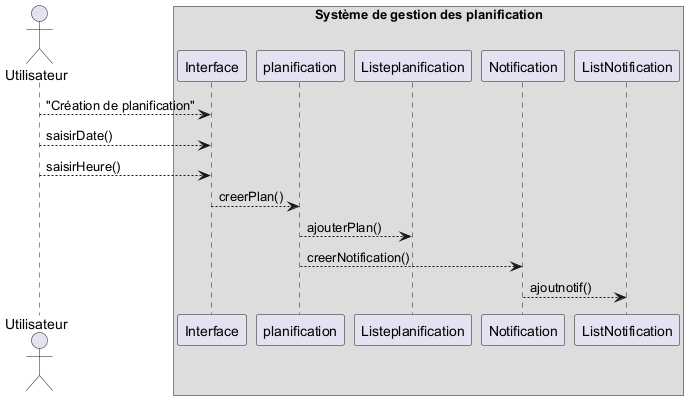 Système de gestion des planification
Utilisateur
Interface
planification
Listeplanification
Notification
ListNotification
"Création de planification"
saisirDate()
saisirHeure()
creerPlan()
ajouterPlan()
creerNotification()
ajoutnotif()
Utilisateur
Interface
planification
Listeplanification
Notification
ListNotification